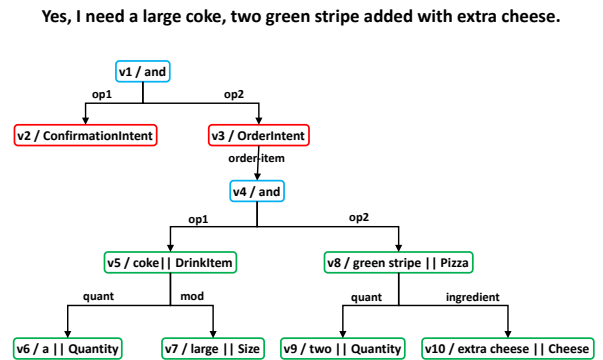 Yes, I need a large coke, two green stripe added with extra cheese.
v1 / and
op1 op2
v2 / ConfirmationIntent v3 / OrderIntent
order-item
v4 / and
op1 op2
v5 / coke|| DrinkItem v8 / green stripe || Pizza
quant mod quant ingredient
v6 / a || Quantity v7 / large || Size v9 / two || Quantity v10 / extra cheese || Cheese